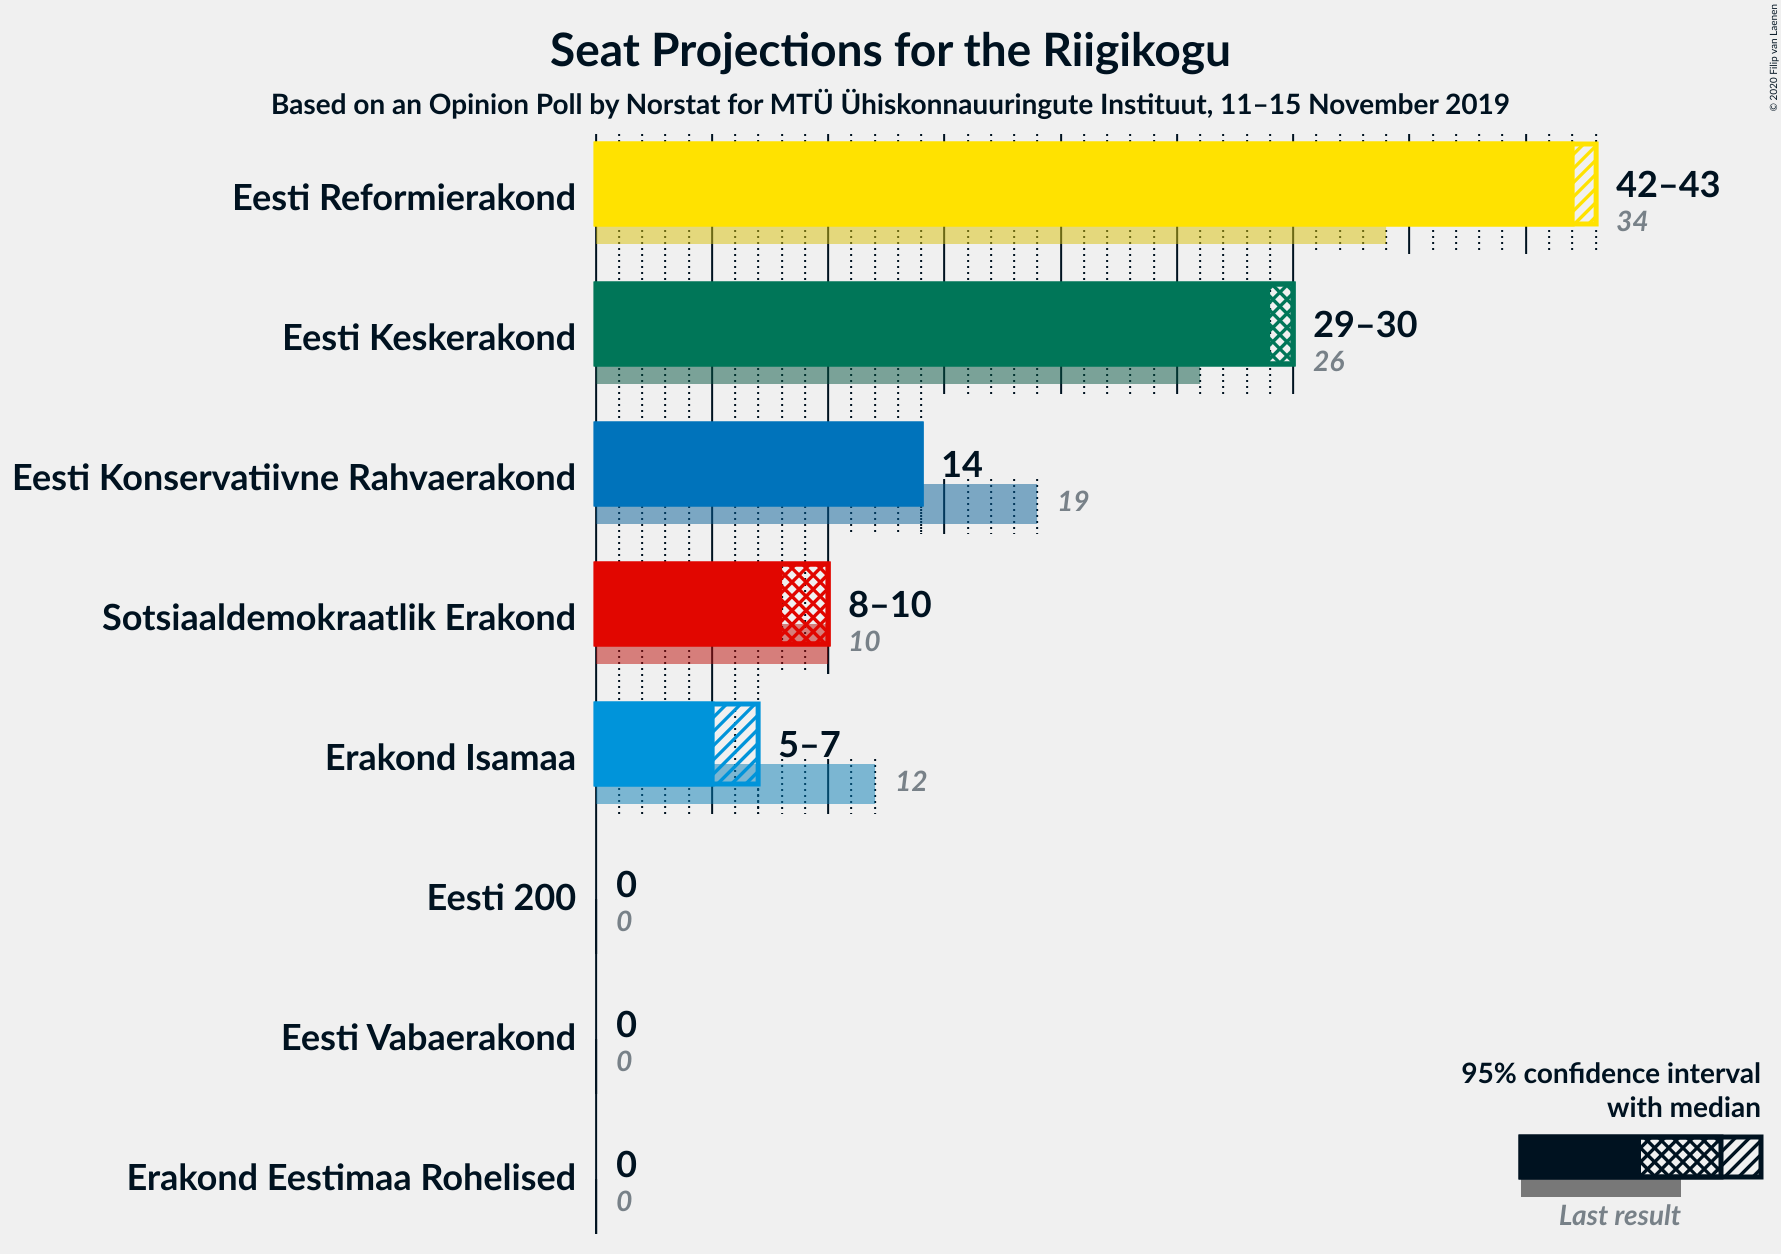 Seat Projections for the Riigikogu
Based on an Opinion Poll by Norstat for MTÜ Ühiskonnauuringute Instituut, 11–15 November 2019
© 2020 Filip van Laenen
Eesti Reformierakond
42–43
34
Eesti Keskerakond
29–30
26
Eesti Konservatiivne Rahvaerakond
14
19
Sotsiaaldemokraatlik Erakond
8–10
10
Erakond Isamaa
5–7
12
Eesti 200
0
0
Eesti Vabaerakond
0
0
Erakond Eestimaa Rohelised
0
0
95% confidence interval
with median
Last result